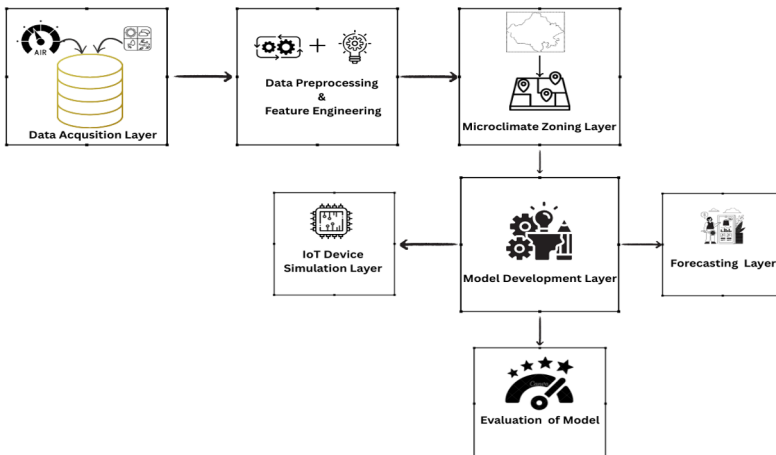 AIR
Data Acqusition Layer
+
Data Preprocessing
&
Feature Engineering
Microclimate Zoning Layer
IoT Device
Simulation Layer
Model Development Layer
Forecasting Layer
Evaluation of Model